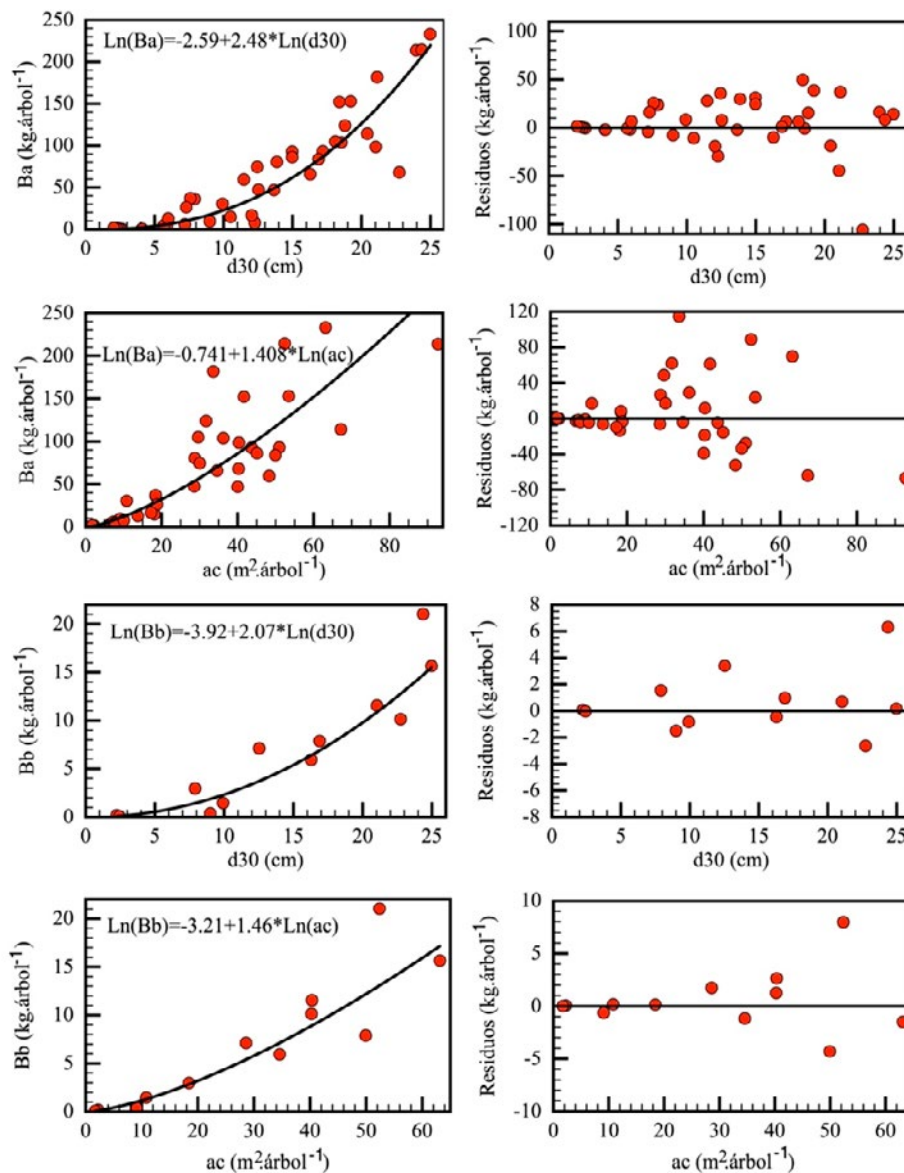 Ln(Ba)=-2.59+2.48*Ln(d30)
Ba (kg.árbol⁻¹)
250
200
150
100
50
0
0 5 10 15 20 25
d30 (cm)
Residuos (kg.árbol⁻¹)
100
50
0
-50
-100
0 5 10 15 20 25
d30 (cm)
Ln(Ba)=-0.741+1.408*Ln(ac)
Ba (kg.árbol⁻¹)
250
200
150
100
50
0
0 20 40 60 80
ac (m².árbol⁻¹)
Residuos (kg.árbol⁻¹)
120
80
40
0
-40
-80
-120
20 40 60 80
ac (m².árbol⁻¹)
Ln(Bb)=-3.92+2.07*Ln(d30)
Bb (kg.árbol⁻¹)
20
15
10
5
0
0 5 10 15 20 25
d30 (cm)
Residuos (kg.árbol⁻¹)
8
6
4
2
0
-2
-4
-6
-8
0 5 10 15 20 25
d30 (cm)
Ln(Bb)=-3.21+1.46*Ln(ac)
Bb (kg.árbol⁻¹)
20
15
10
5
0
0 10 20 30 40 50 60
ac (m².árbol⁻¹)
Residuos (kg.árbol⁻¹)
10
5
0
-5
-10
0 10 20 30 40 50 60
ac (m².árbol⁻¹)